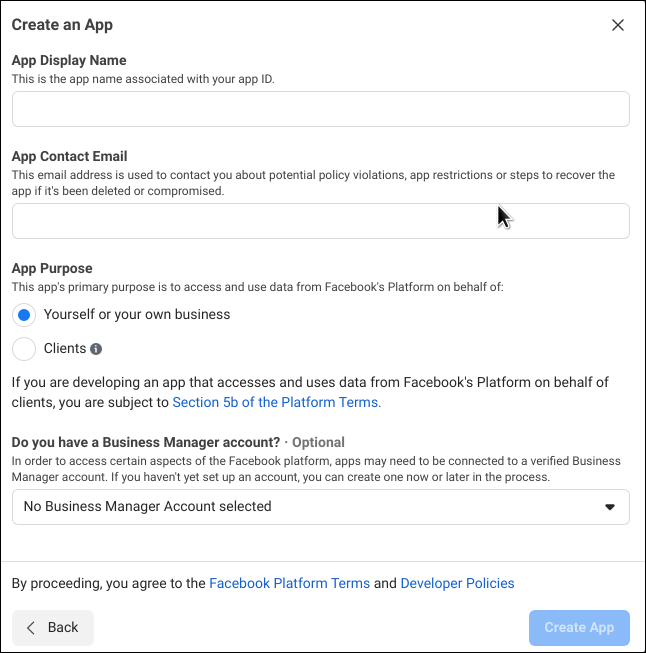 Create an App
App Display Name
This is the app name associated with your app ID.
App Contact Email
This email address is used to contact you about potential policy violations, app restrictions or steps to recover the
app if it's been deleted or compromised.
App Purpose
This app's primary purpose is to access and use data from Facebook's Platform on behalf of:
Yourself or your own business
Clients
If you are developing an app that accesses and uses data from Facebook's Platform on behalf of
clients, you are subject to Section 5b of the Platform Terms.
Do you have a Business Manager account? · Optional
In order to access certain aspects of the Facebook platform, apps may need to be connected to a verified Business
Manager account. If you haven't yet set up an account, you can create one now or later in the process.
No Business Manager Account selected
By proceeding, you agree to the Facebook Platform Terms and Developer Policies
Back
Create App